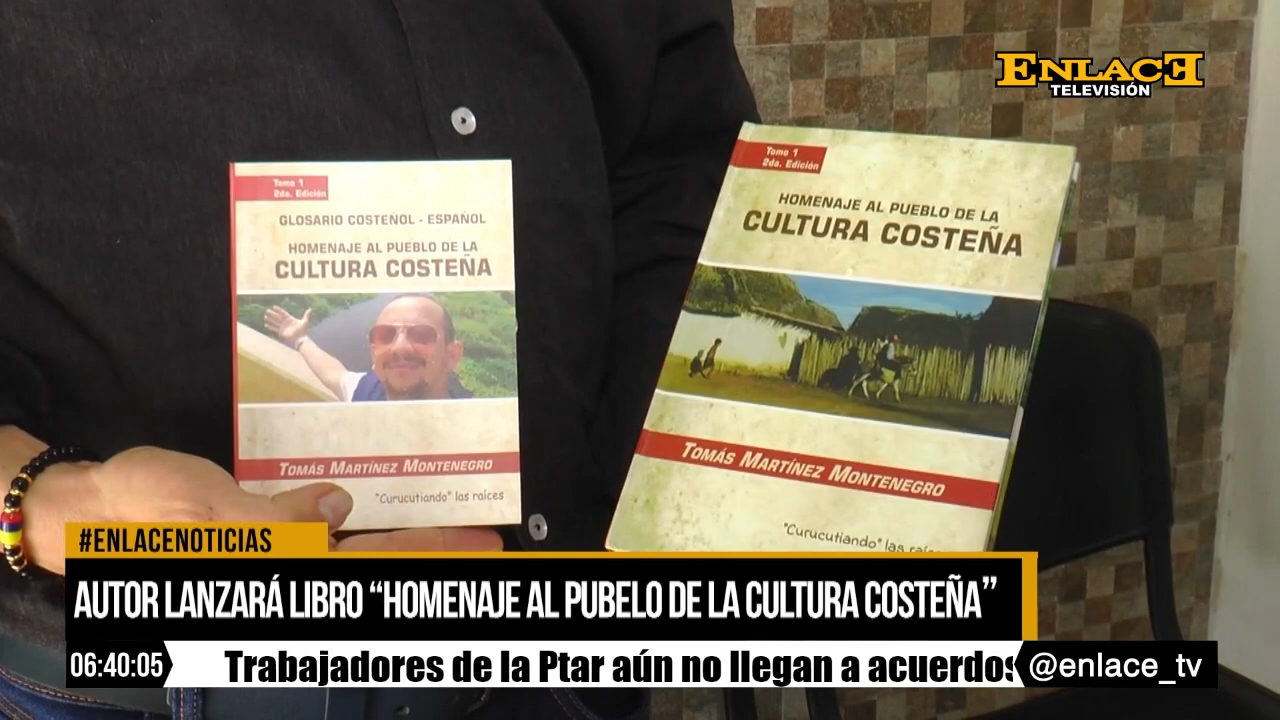 ENLACE
TELEVISIÓN
Tomo 1
2da. Edición
GLOSARIO COSTEÑOL - ESPAÑOL
HOMENAJE AL PUEBLO DE LA
CULTURA COSTEÑA
TOMÁS MARTÍNEZ MONTENEGRO
"Curucutiando" las raíces
Tomo 1
2da. Edición
HOMENAJE AL PUEBLO DE LA
CULTURA COSTEÑA
TOMÁS MARTÍNEZ MONTENEGRO
"Curucutiando" las raíces
#ENLACENOTICIAS
AUTOR LANZARÁ LIBRO “HOMENAJE AL PUBELO DE LA CULTURA COSTEÑA”
06:40:05 Trabajadores de la Ptar aún no llegan a acuerdos @enlace_tv